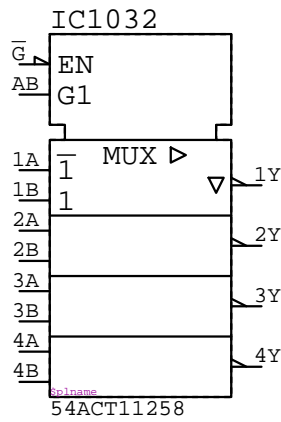 IC1032
G̅ EN
AB G1
MUX ▷
1A 1̅ 1Y
1B 1 ▽
2A 2Y
2B
3A 3Y
3B
4A 4Y
4B
$plname
54ACT11258